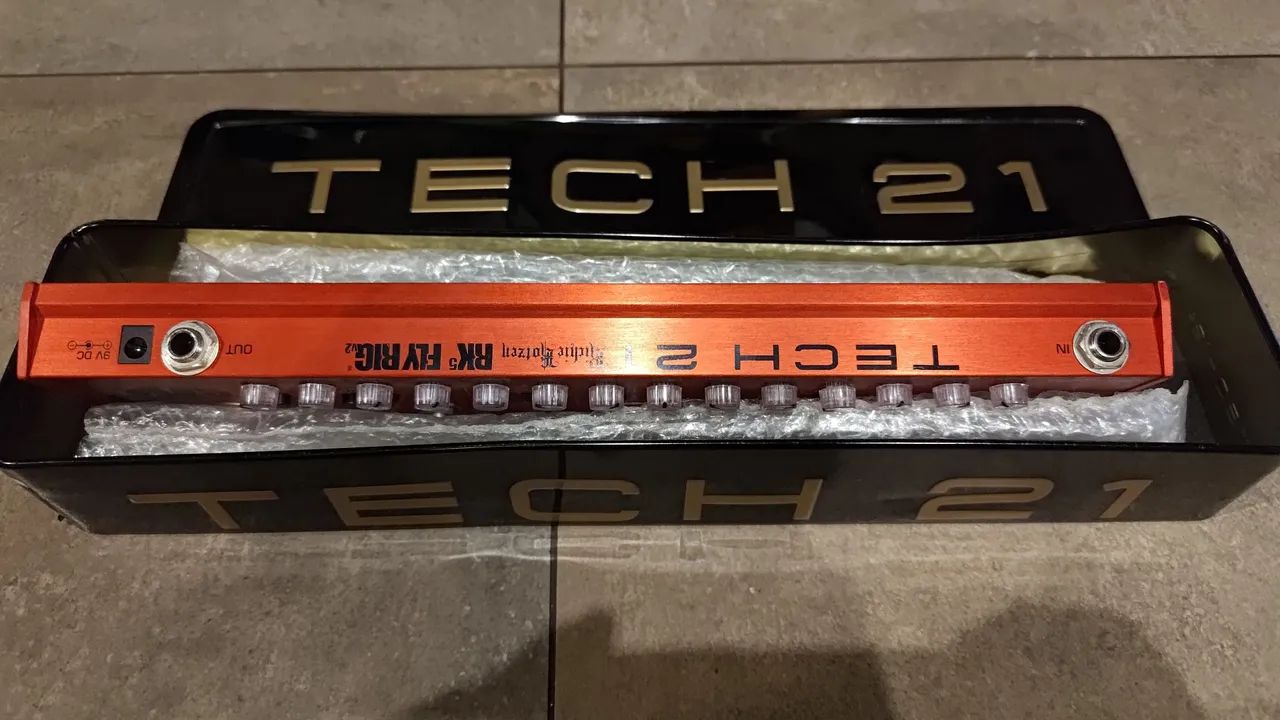 TECH 21
IN
TECH 21 Richie Kotzen RK5 FLY RIG® v2
OUT
9V DC
TECH 21